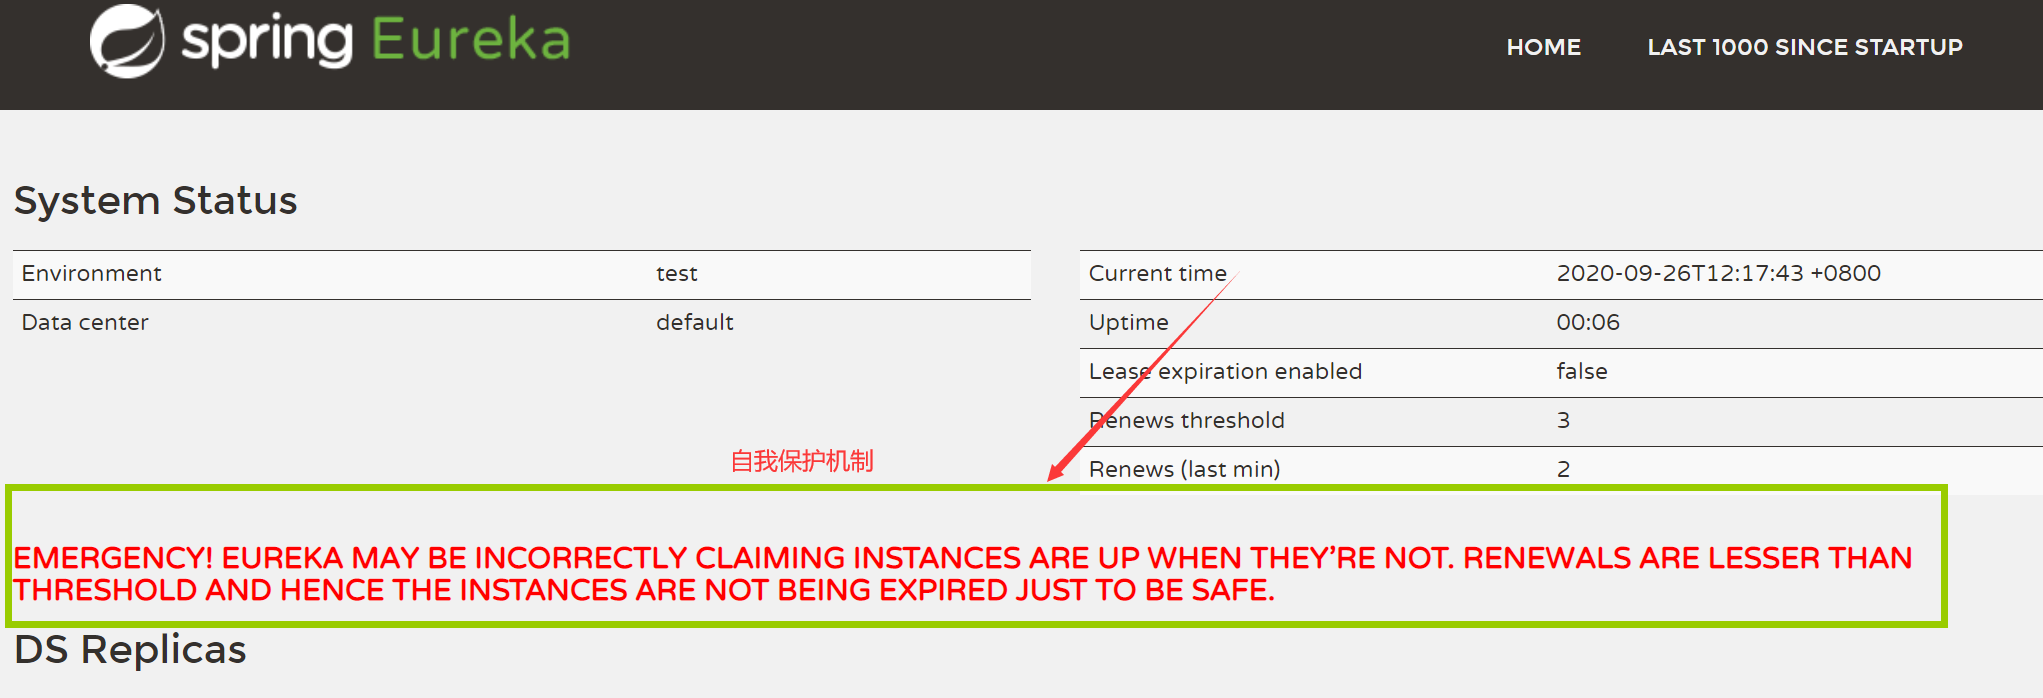 spring Eureka
HOME LAST 1000 SINCE STARTUP
System Status
Environment test
Data center default
Current time 2020-09-26T12:17:43 +0800
Uptime 00:06
Lease expiration enabled false
Renews threshold 3
Renews (last min) 2
自我保护机制
EMERGENCY! EUREKA MAY BE INCORRECTLY CLAIMING INSTANCES ARE UP WHEN THEY’RE NOT. RENEWALS ARE LESSER THAN
THRESHOLD AND HENCE THE INSTANCES ARE NOT BEING EXPIRED JUST TO BE SAFE.
DS Replicas